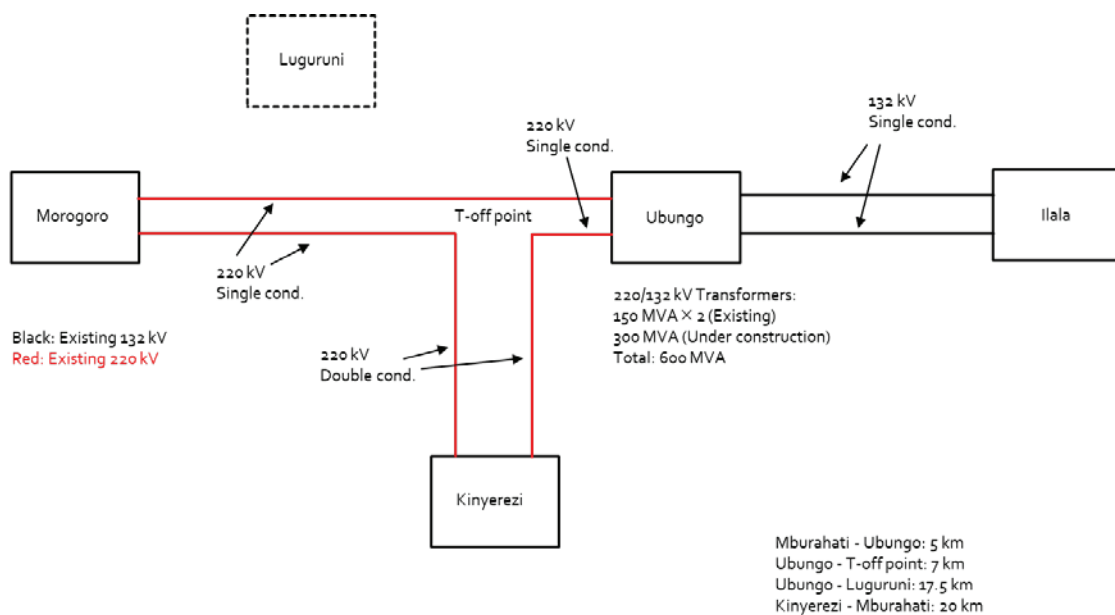 Luguruni
132 kV
Single cond.
220 kV
Single cond.
Morogoro
T-off point
Ubungo
Ilala
220 kV
Single cond.
220/132 kV Transformers:
150 MVA × 2 (Existing)
300 MVA (Under construction)
Total: 600 MVA
Black: Existing 132 kV
Red: Existing 220 kV
220 kV
Double cond.
Kinyerezi
Mburahati - Ubungo: 5 km
Ubungo - T-off point: 7 km
Ubungo - Luguruni: 17.5 km
Kinyerezi - Mburahati: 20 km